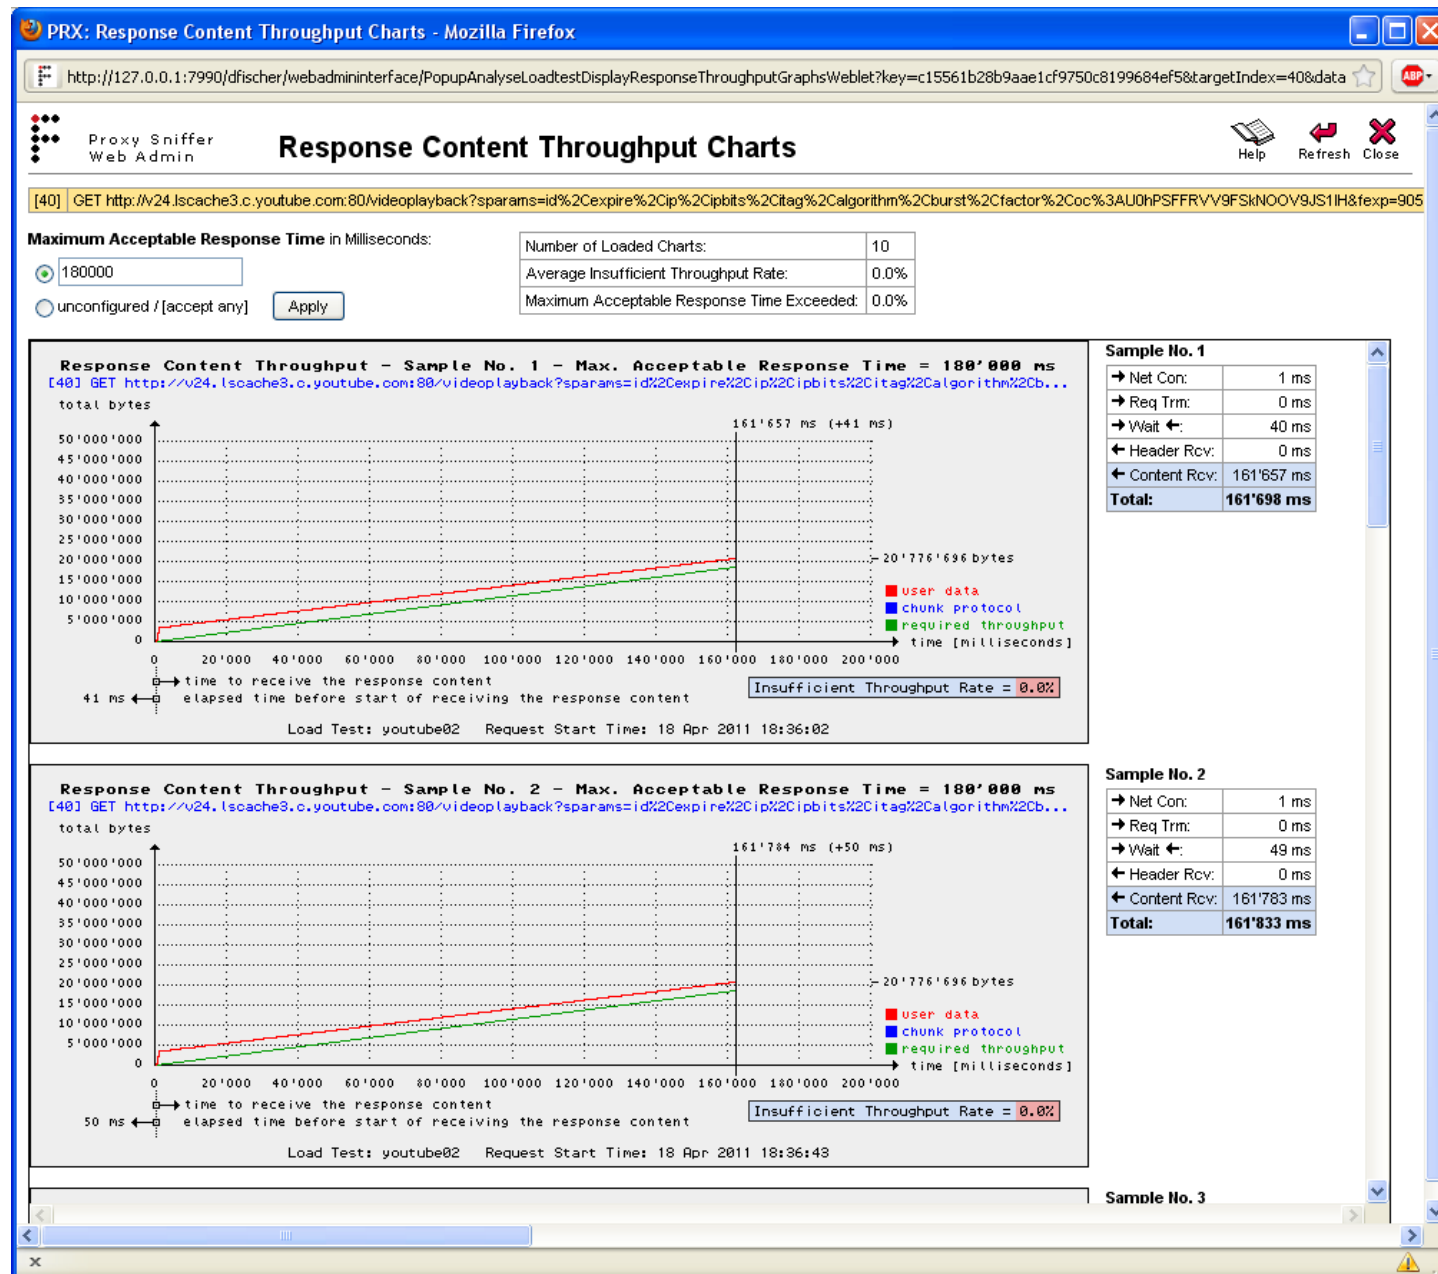 PRX: Response Content Throughput Charts - Mozilla Firefox
http://127.0.0.1:7990/dfischer/webadmininterface/PopupAnalyseLoadtestDisplayResponseThroughputGraphsWeblet?key=c15561b28b9aae1cf9750c8199684ef5&targetIndex=40&data
ABP
Proxy Sniffer
Web Admin
Response Content Throughput Charts
Help Refresh Close
[40] GET http://v24.lscache3.c.youtube.com:80/videoplayback?sparams=id%2Cexpire%2Cip%2Cipbits%2Citag%2Calgorithm%2Cburst%2Cfactor%2Coc%3AU0hPSFFRVV9FSkNOOV9JS1lH&fexp=905
Maximum Acceptable Response Time in Milliseconds:
180000
unconfigured / [accept any] Apply
Number of Loaded Charts: 10
Average Insufficient Throughput Rate: 0.0%
Maximum Acceptable Response Time Exceeded: 0.0%
Response Content Throughput - Sample No. 1 - Max. Acceptable Response Time = 180'000 ms
[40] GET http://v24.lscache3.c.youtube.com:80/videoplayback?sparams=id%2Cexpire%2Cip%2Cipbits%2Citag%2Calgorithm%2Cb...
total bytes
161'657 ms (+41 ms)
50'000'000
45'000'000
40'000'000
35'000'000
30'000'000
25'000'000
20'000'000
15'000'000
10'000'000
5'000'000
0
20'776'696 bytes
user data
chunk protocol
required throughput
time [milliseconds]
0 20'000 40'000 60'000 80'000 100'000 120'000 140'000 160'000 180'000 200'000
time to receive the response content
41 ms elapsed time before start of receiving the response content
Insufficient Throughput Rate = 0.0%
Load Test: youtube02 Request Start Time: 18 Apr 2011 18:36:02
Sample No. 1
→ Net Con: 1 ms
→ Req Trm: 0 ms
→ Wait ←: 40 ms
← Header Rcv: 0 ms
← Content Rcv: 161'657 ms
Total: 161'698 ms
Response Content Throughput - Sample No. 2 - Max. Acceptable Response Time = 180'000 ms
[40] GET http://v24.lscache3.c.youtube.com:80/videoplayback?sparams=id%2Cexpire%2Cip%2Cipbits%2Citag%2Calgorithm%2Cb...
total bytes
161'784 ms (+50 ms)
50'000'000
45'000'000
40'000'000
35'000'000
30'000'000
25'000'000
20'000'000
15'000'000
10'000'000
5'000'000
0
20'776'696 bytes
user data
chunk protocol
required throughput
time [milliseconds]
0 20'000 40'000 60'000 80'000 100'000 120'000 140'000 160'000 180'000 200'000
time to receive the response content
50 ms elapsed time before start of receiving the response content
Insufficient Throughput Rate = 0.0%
Load Test: youtube02 Request Start Time: 18 Apr 2011 18:36:43
Sample No. 2
→ Net Con: 1 ms
→ Req Trm: 0 ms
→ Wait ←: 49 ms
← Header Rcv: 0 ms
← Content Rcv: 161'783 ms
Total: 161'833 ms
Sample No. 3